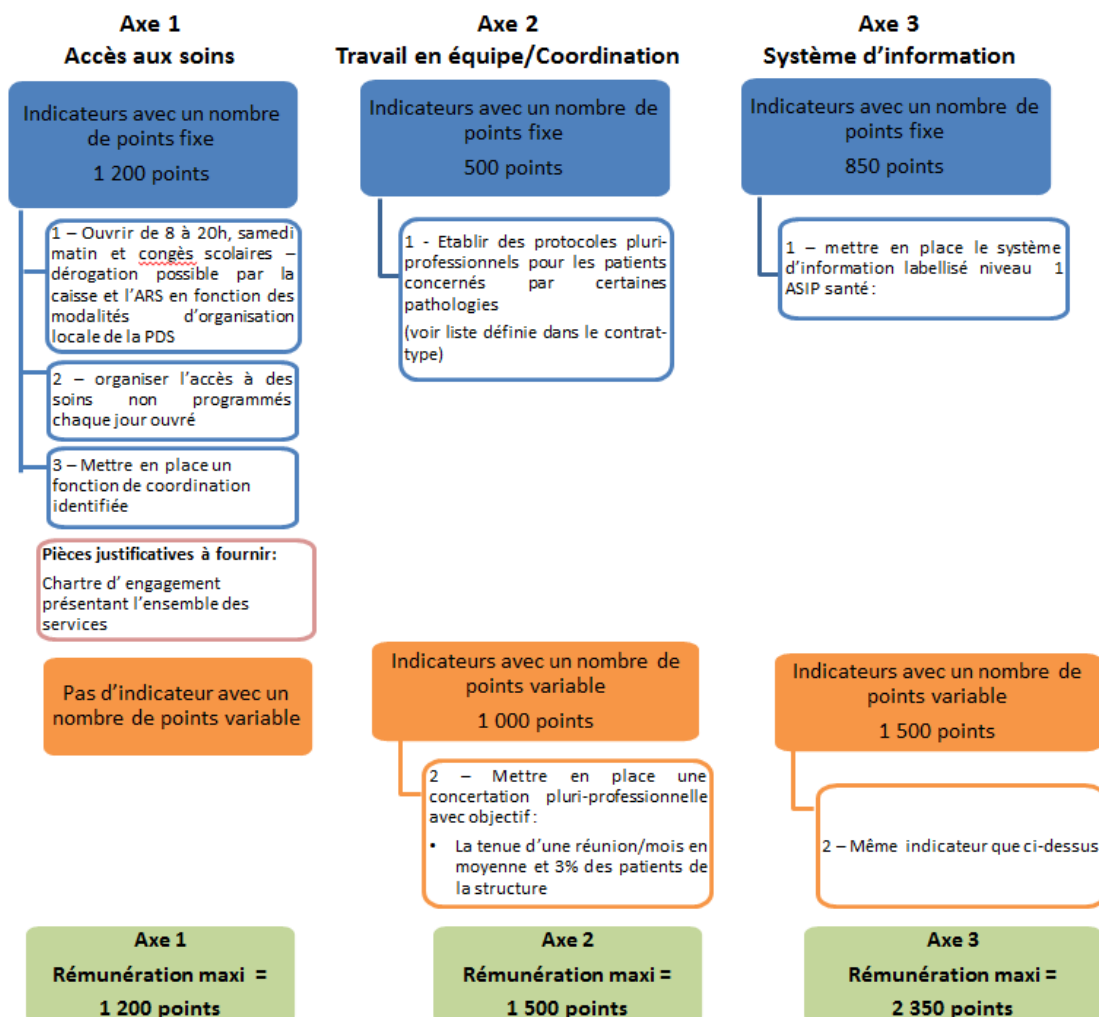 Axe 1
Accès aux soins
Indicateurs avec un nombre
de points fixe
1 200 points
1 – Ouvrir de 8 à 20h, samedi
matin et congès scolaires –
dérogation possible par la
caisse et l'ARS en fonction des
modalités d'organisation
locale de la PDS
2 – organiser l'accès à des
soins non programmés
chaque jour ouvré
3 – Mettre en place un
fonction de coordination
identifiée
Pièces justificatives à fournir:
Chartre d' engagement
présentant l'ensemble des
services
Pas d'indicateur avec un
nombre de points variable
Axe 1
Rémunération maxi =
1 200 points
Axe 2
Travail en équipe/Coordination
Indicateurs avec un nombre de
points fixe
500 points
1 - Etablir des protocoles pluri-
professionnels pour les patients
concernés par certaines
pathologies
(voir liste définie dans le contrat-
type)
Indicateurs avec un nombre de
points variable
1 000 points
2 – Mettre en place une
concertation pluri-professionnelle
avec objectif :
• La tenue d'une réunion/mois en
moyenne et 3% des patients de
la structure
Axe 2
Rémunération maxi =
1 500 points
Axe 3
Système d'information
Indicateurs avec un nombre de
points fixe
850 points
1 – mettre en place le système
d'information labellisé niveau 1
ASIP santé :
Indicateurs avec un nombre de
points variable
1 500 points
2 – Même indicateur que ci-dessus
Axe 3
Rémunération maxi =
2 350 points